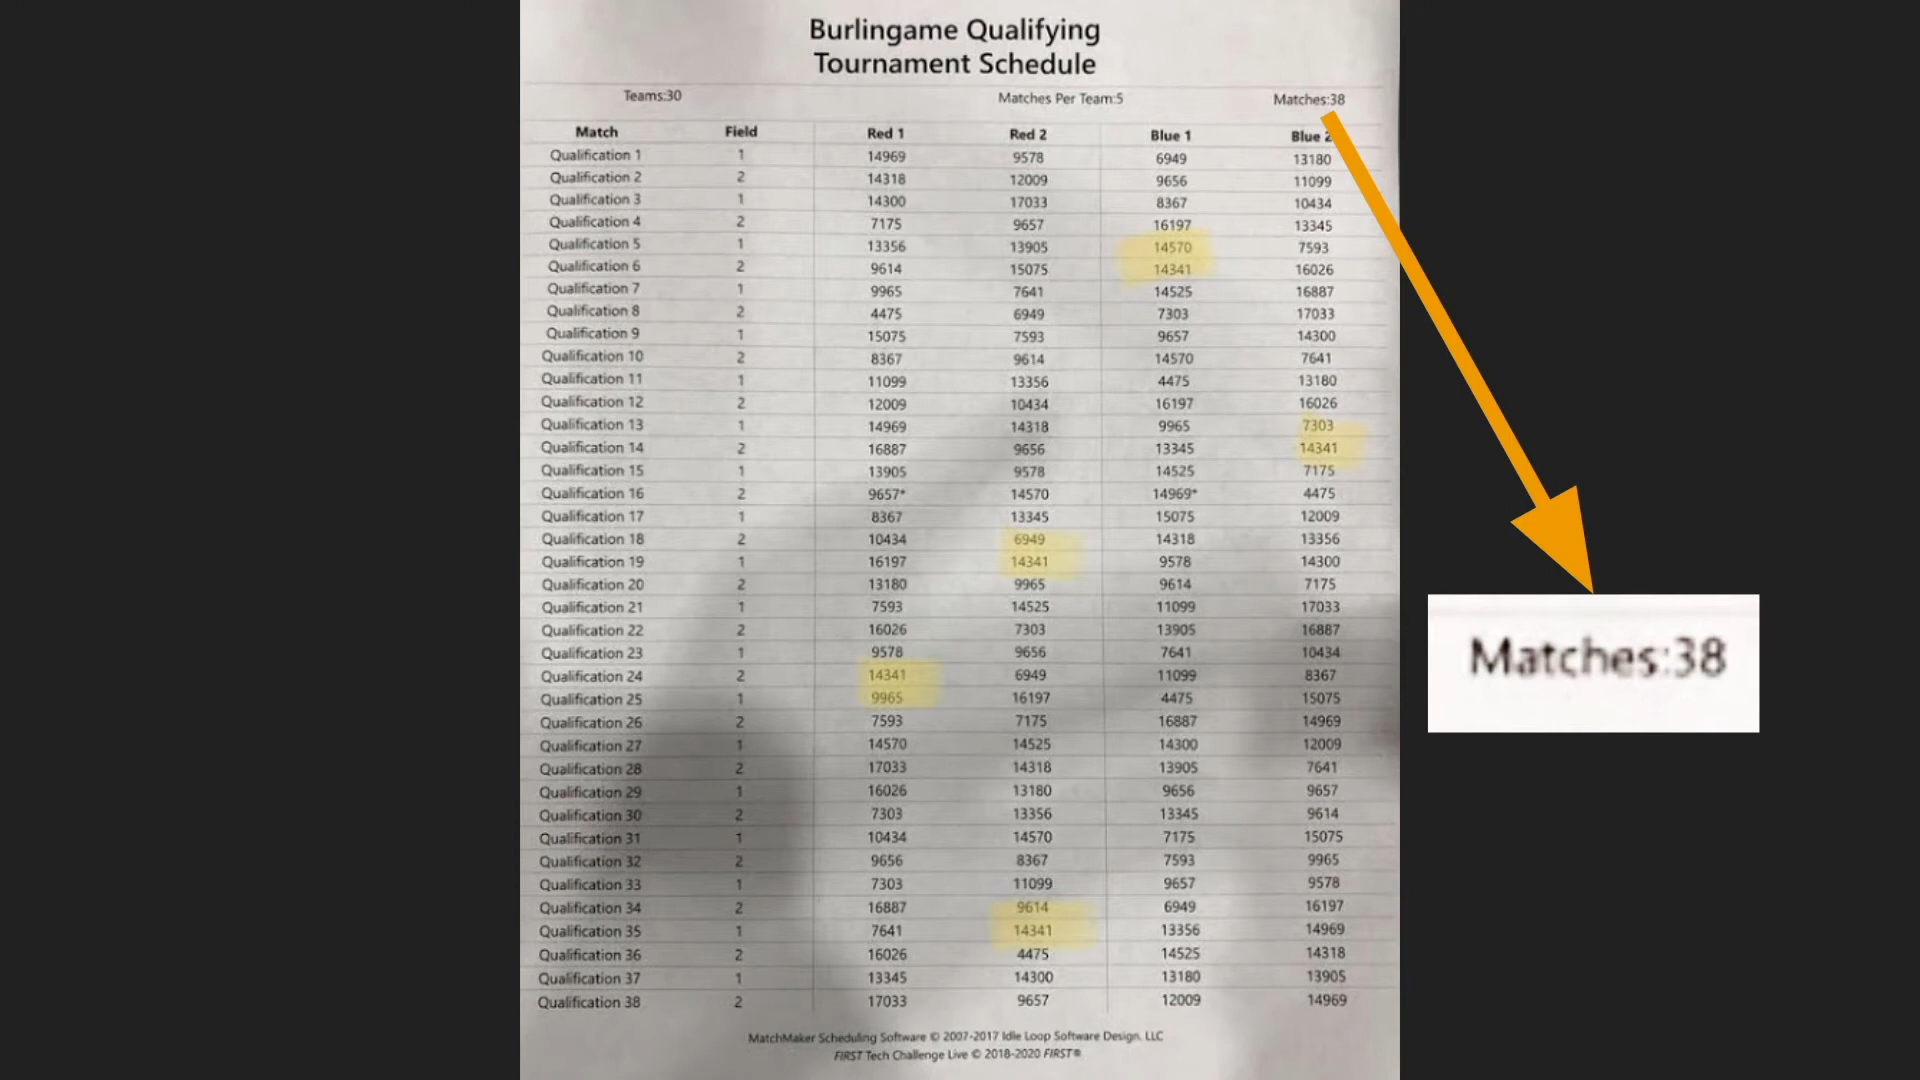 Burlingame Qualifying
Tournament Schedule
Teams:30 Matches Per Team:5 Matches:38
Match Field Red 1 Red 2 Blue 1 Blue 2
Qualification 1 1 14969 9578 6949 13180
Qualification 2 2 14318 12009 9656 11099
Qualification 3 1 14300 17033 8367 10434
Qualification 4 2 7175 9657 16197 13345
Qualification 5 1 13356 13905 14570 7593
Qualification 6 2 9614 15075 14341 16026
Qualification 7 1 9965 7641 14525 16887
Qualification 8 2 4475 6949 7303 17033
Qualification 9 1 15075 7593 9657 14300
Qualification 10 2 8367 9614 14570 7641
Qualification 11 1 11099 13356 4475 13180
Qualification 12 2 12009 10434 16197 16026
Qualification 13 1 14969 14318 9965 7303
Qualification 14 2 16887 9656 13345 14341
Qualification 15 1 13905 9578 14525 7175
Qualification 16 2 9657* 14570 14969* 4475
Qualification 17 1 8367 13345 15075 12009
Qualification 18 2 10434 6949 14318 13356
Qualification 19 1 16197 14341 9578 14300
Qualification 20 2 13180 9965 9614 7175
Qualification 21 1 7593 14525 11099 17033
Qualification 22 2 16026 7303 13905 16887
Qualification 23 1 9578 9656 7641 10434
Qualification 24 2 14341 6949 11099 8367
Qualification 25 1 9965 16197 4475 15075
Qualification 26 2 7593 7175 16887 14969
Qualification 27 1 14570 14525 14300 12009
Qualification 28 2 17033 14318 13905 7641
Qualification 29 1 16026 13180 9656 9657
Qualification 30 2 7303 13356 13345 9614
Qualification 31 1 10434 14570 7175 15075
Qualification 32 2 9656 8367 7593 9965
Qualification 33 1 7303 11099 9657 9578
Qualification 34 2 16887 9614 6949 16197
Qualification 35 1 7641 14341 13356 14969
Qualification 36 2 16026 4475 14525 14318
Qualification 37 1 13345 14300 13180 13905
Qualification 38 2 17033 9657 12009 14969
MatchMaker Scheduling Software © 2007-2017 Idle Loop Software Design, LLC
FIRST Tech Challenge Live © 2018-2020 FIRST®
Matches:38